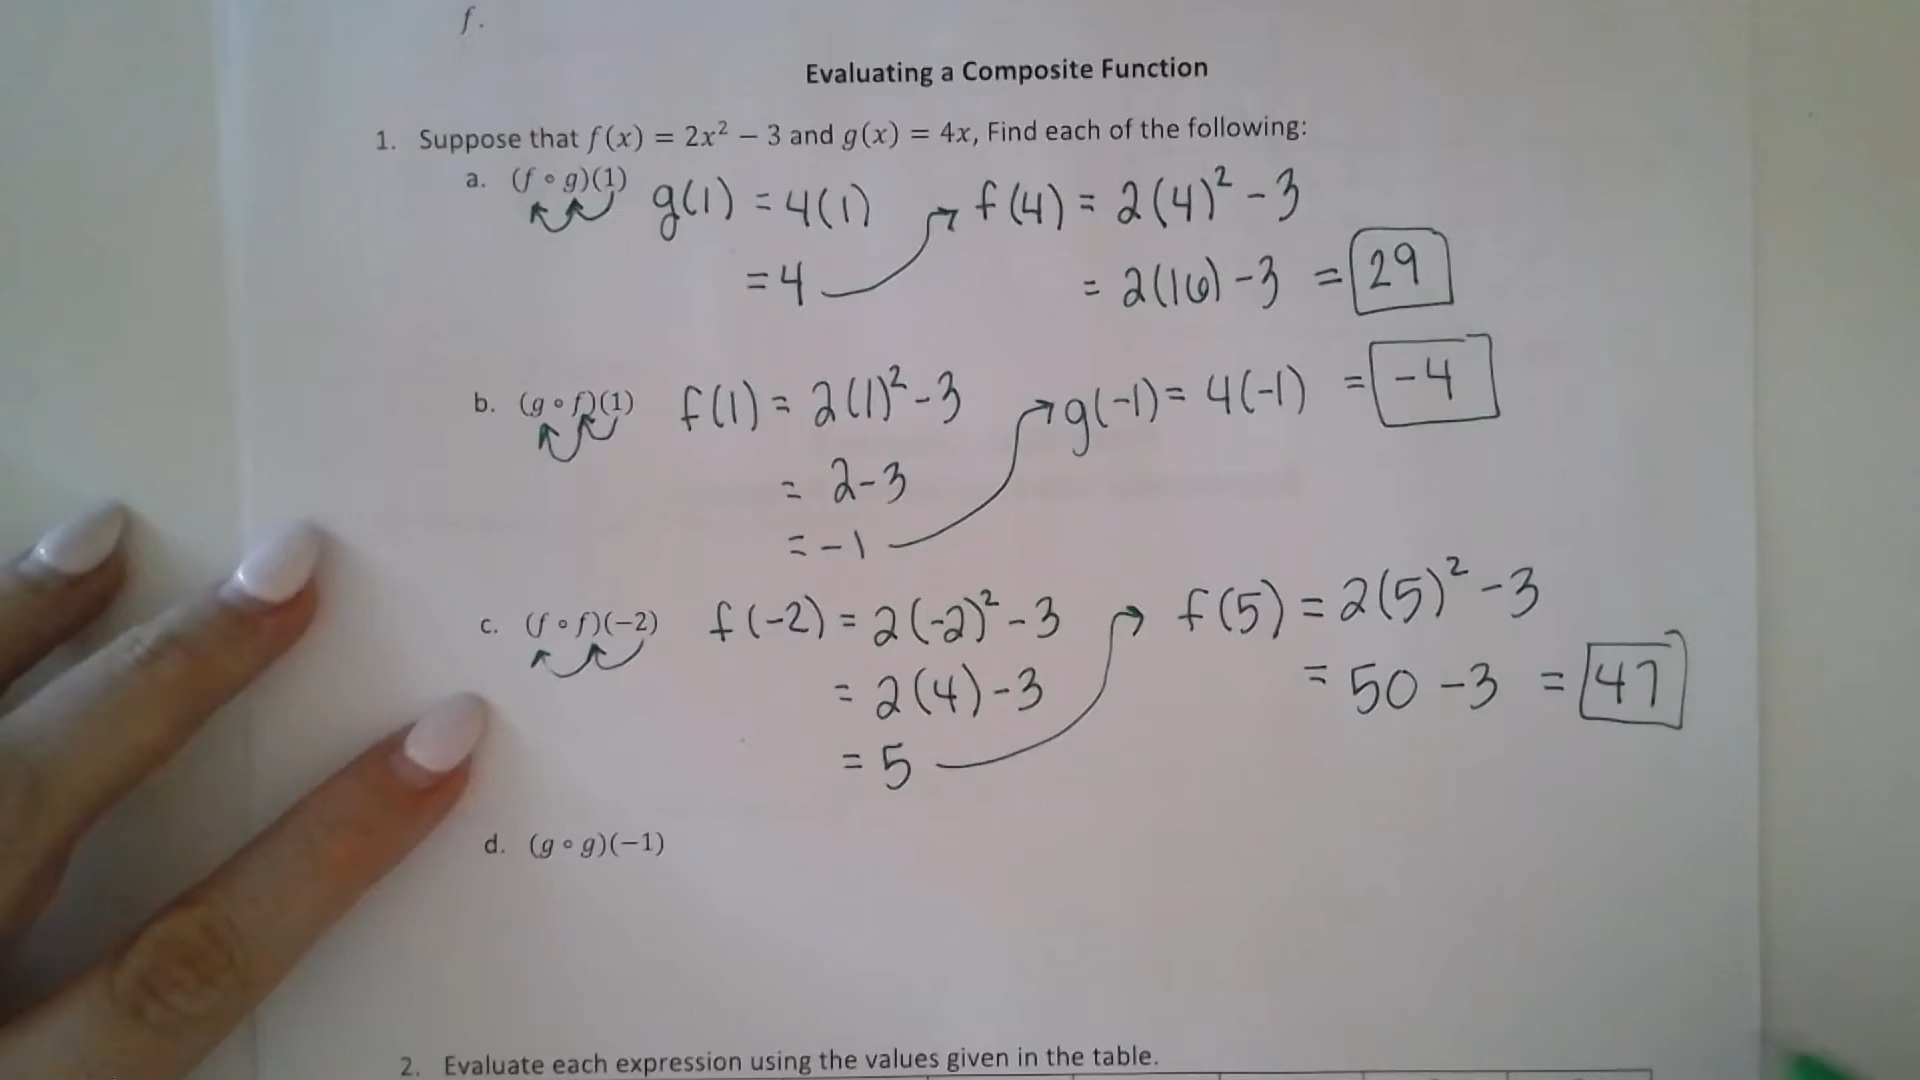 f.
Evaluating a Composite Function
1. Suppose that f(x) = 2x² − 3 and g(x) = 4x, Find each of the following:
a. (f ∘ g)(1) g(1) = 4(1) f(4) = 2(4)² - 3
= 4 = 2(16) - 3 = 29
b. (g ∘ f)(1) f(1) = 2(1)² - 3 g(-1) = 4(-1) = -4
= 2 - 3
= -1
c. (f ∘ f)(−2) f(-2) = 2(-2)² - 3 f(5) = 2(5)² - 3
= 2(4) - 3 = 50 - 3 = 47
= 5
d. (g ∘ g)(−1)
2. Evaluate each expression using the values given in the table.